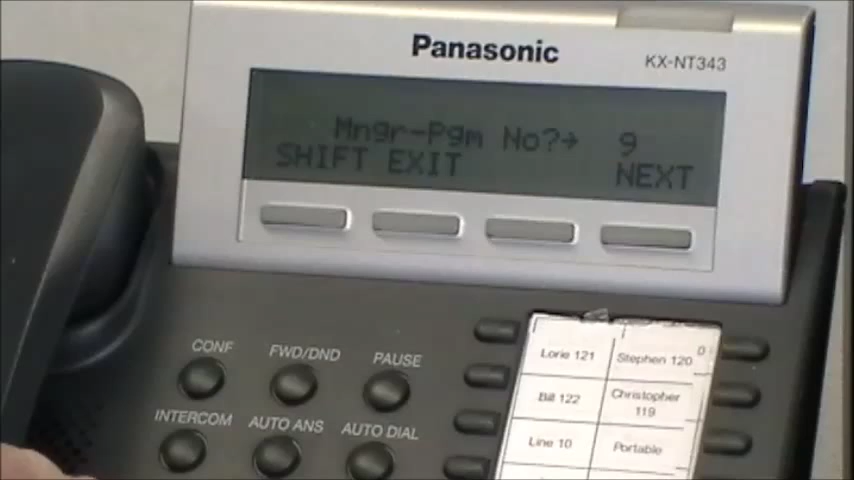 Panasonic
KX-NT343
Mngr-Pgm No?→ 9
SHIFT EXIT NEXT
CONF FWD/DND PAUSE
INTERCOM AUTO ANS AUTO DIAL
Lorie 121
Stephen 120
0
Bill 122
Christopher
119
Line 10
Portable